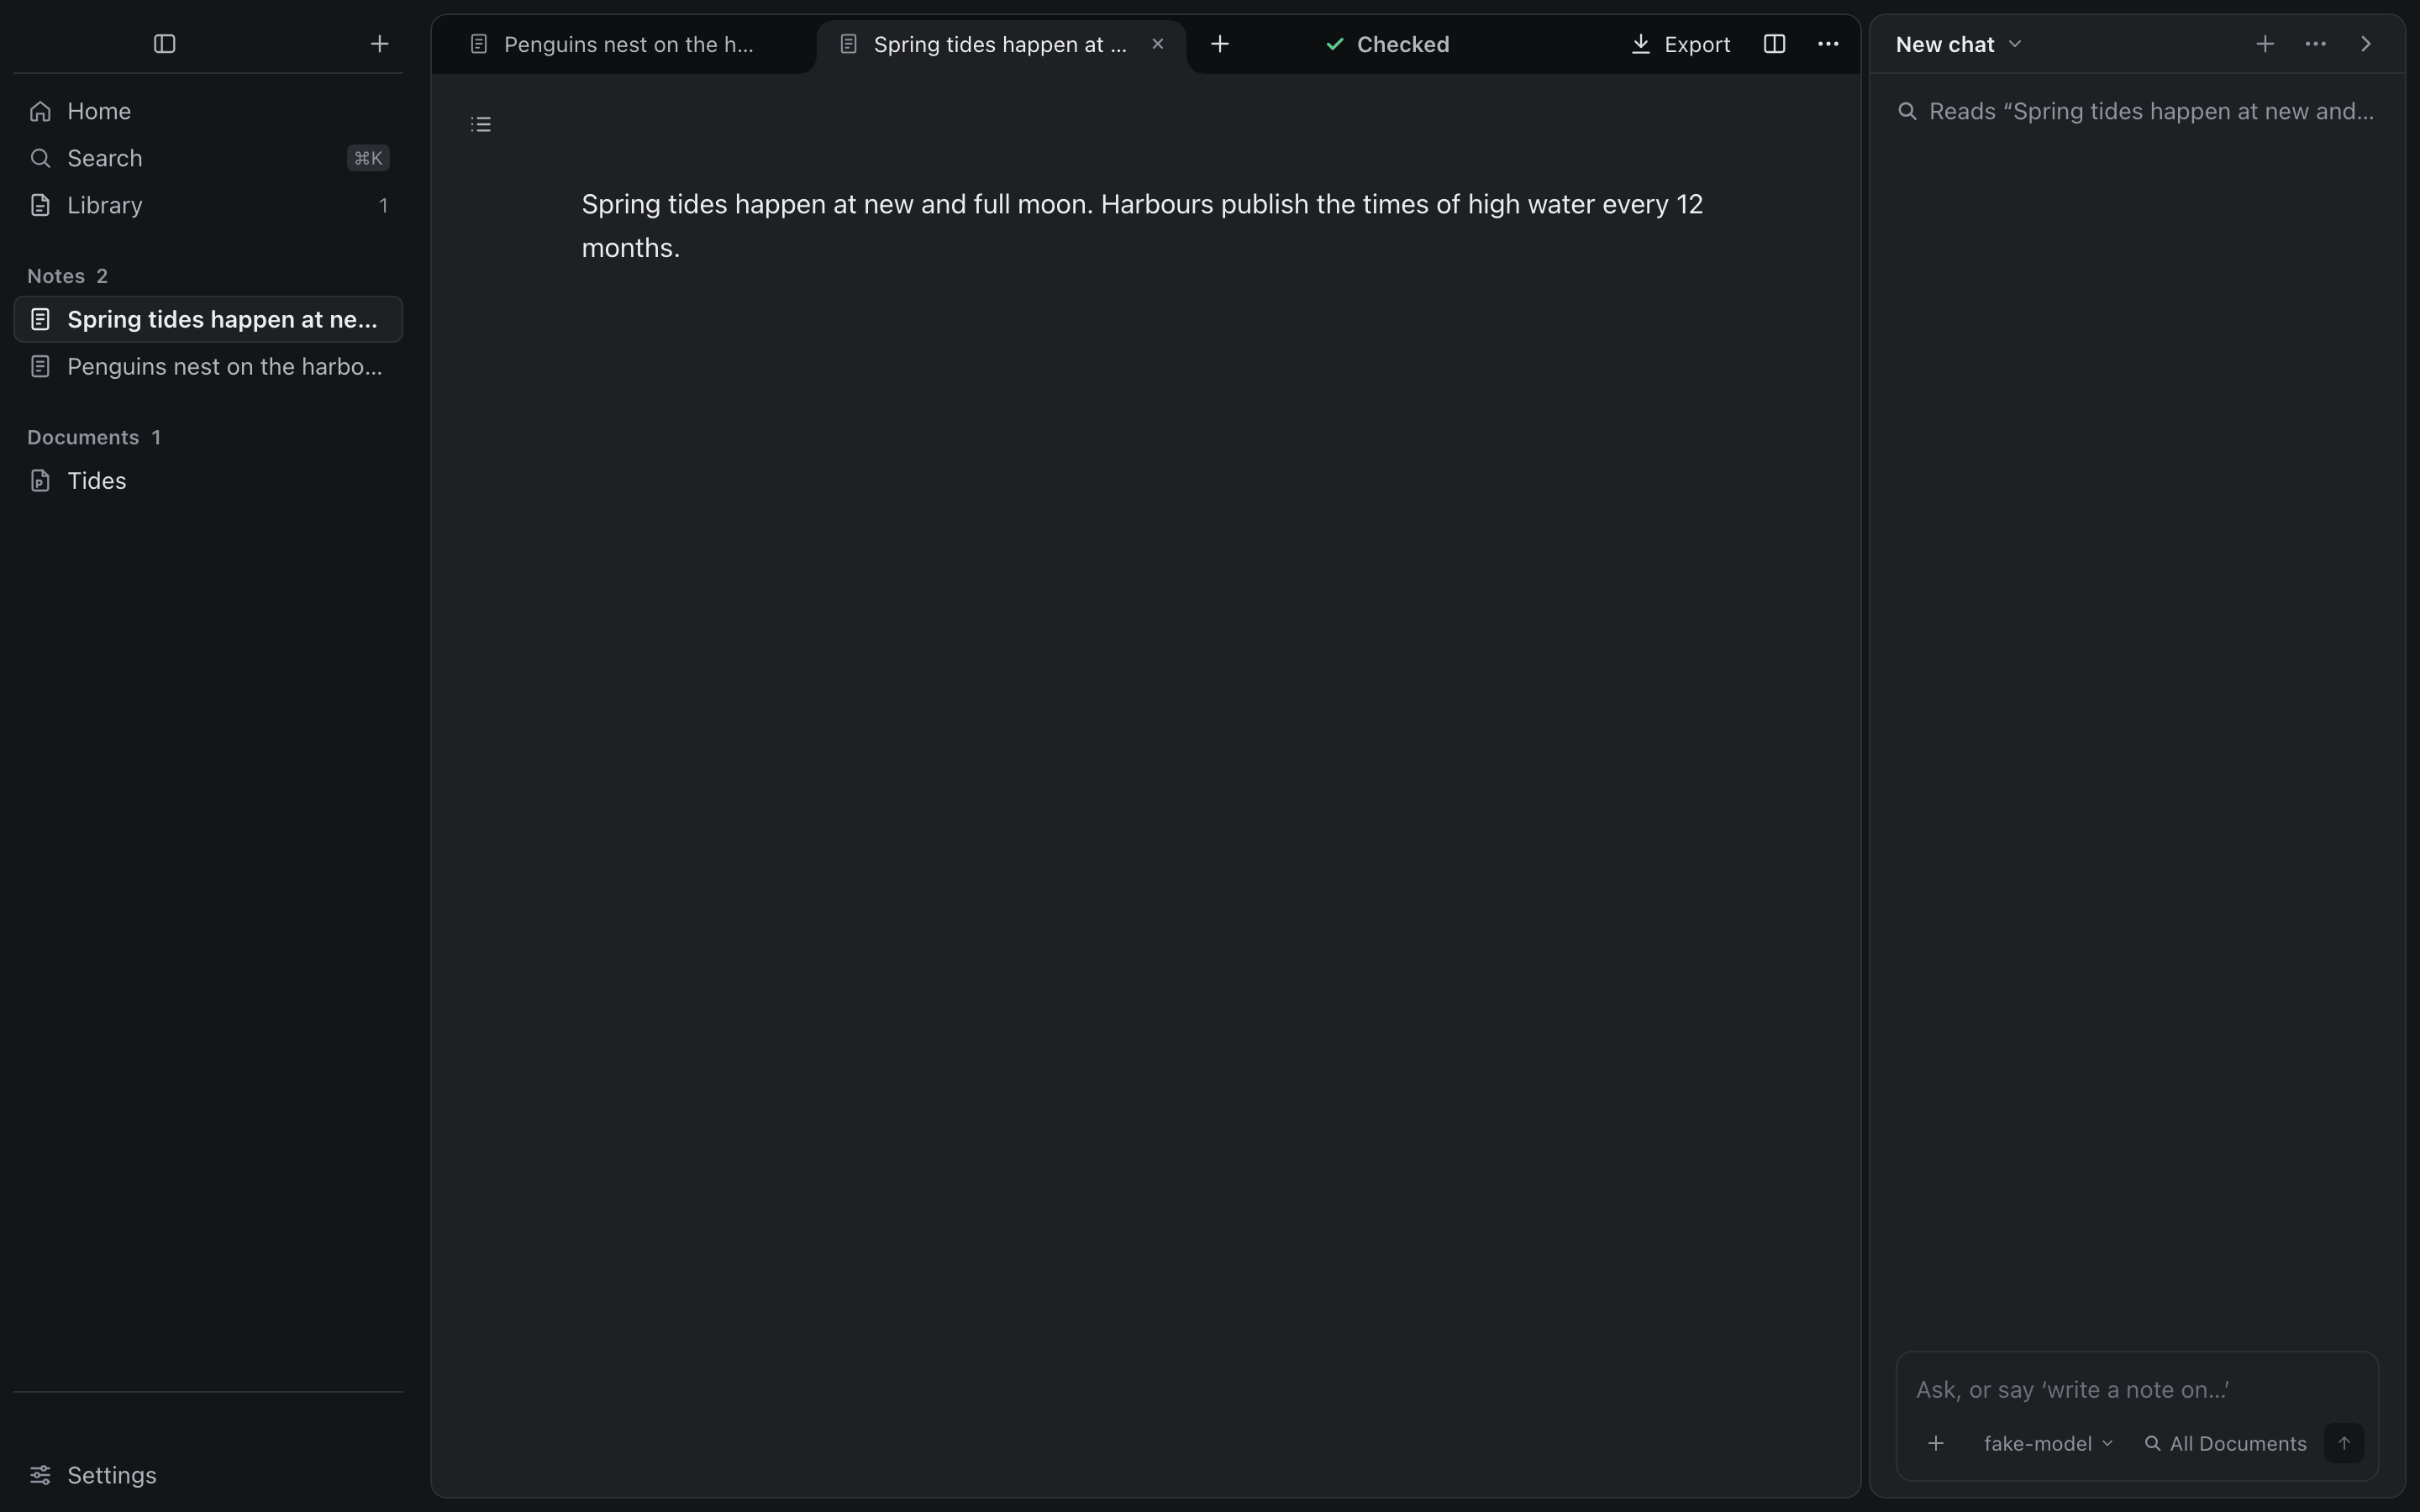 Home
Search ⌘K
Library 1
Notes 2
Spring tides happen at ne...
Penguins nest on the harbo...
Documents 1
Tides
Settings
Penguins nest on the h...
Spring tides happen at ...
Checked
Export
Spring tides happen at new and full moon. Harbours publish the times of high water every 12
months.
New chat
Reads “Spring tides happen at new and...
Ask, or say ‘write a note on...’
fake-model
All Documents